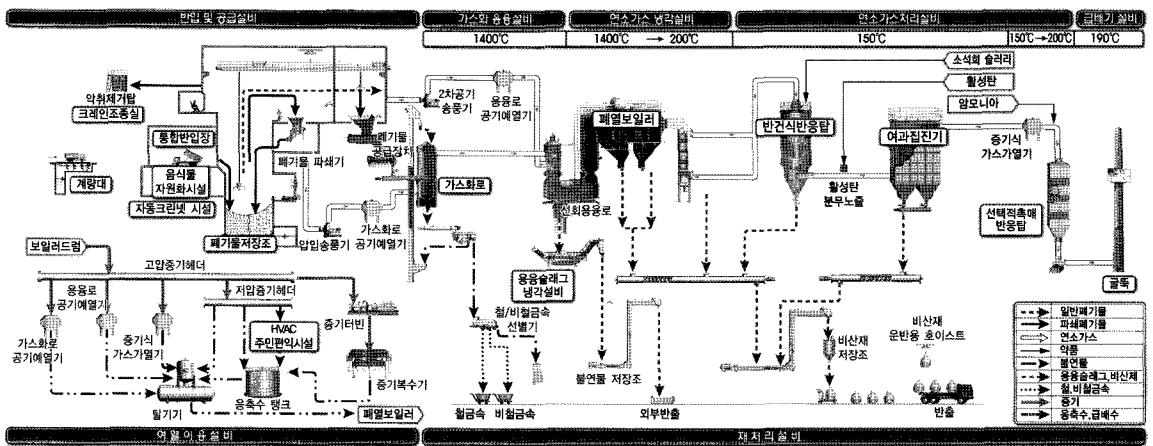 반입 및 공급설비
가스화 용융설비
연소가스 냉각설비
연소가스처리설비
급배기 설비
1400℃
1400℃ → 200℃
150℃
150℃→200℃
190℃
악취제거탑
크레인조종실
통합반입장
음식물
자원화시설
자동크린넷 시설
계량대
폐기물저장조
폐기물 파쇄기
폐기물
공급장치
압입송풍기
가스화로
공기예열기
2차공기
송풍기
용융로
공기예열기
가스화로
선회용융로
폐열보일러
반건식반응탑
소석회 슬러리
활성탄
암모니아
활성탄
분무노즐
여과집진기
증기식
가스가열기
선택적촉매
반응탑
굴뚝
용융슬래그
냉각설비
철/비철금속
선별기
철금속
비철금속
불연물 저장조
외부반출
비산재
저장조
비산재
운반용 호이스트
반출
보일러드럼
고압증기헤더
저압증기헤더
용융로
공기예열기
가스화로
공기예열기
증기식
가스가열기
HVAC
주민편익시설
증기터빈
증기복수기
탈기기
응축수 탱크
폐열보일러
일반폐기물
파쇄폐기물
연소가스
약품
불연물
용융슬래그,비산재
철,비철금속
증기
응축수,급배수
여열이용설비
재처리설비